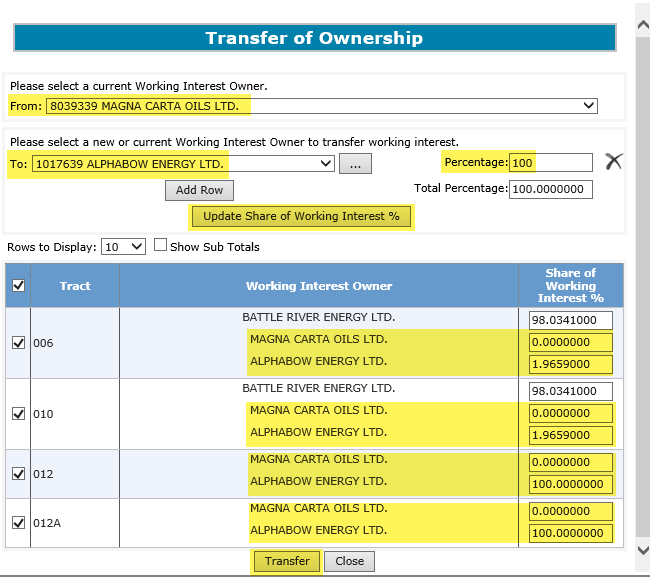 Transfer of Ownership
Please select a current Working Interest Owner.
From: 8039339 MAGNA CARTA OILS LTD.
Please select a new or current Working Interest Owner to transfer working interest.
To: 1017639 ALPHABOW ENERGY LTD. ... Percentage: 100
Add Row Total Percentage: 100.0000000
Update Share of Working Interest %
Rows to Display: 10 Show Sub Totals
Tract Working Interest Owner Share of Working Interest %
BATTLE RIVER ENERGY LTD. 98.0341000
006 MAGNA CARTA OILS LTD. 0.0000000
ALPHABOW ENERGY LTD. 1.9659000
BATTLE RIVER ENERGY LTD. 98.0341000
010 MAGNA CARTA OILS LTD. 0.0000000
ALPHABOW ENERGY LTD. 1.9659000
MAGNA CARTA OILS LTD. 0.0000000
012 ALPHABOW ENERGY LTD. 100.0000000
MAGNA CARTA OILS LTD. 0.0000000
012A ALPHABOW ENERGY LTD. 100.0000000
Transfer Close